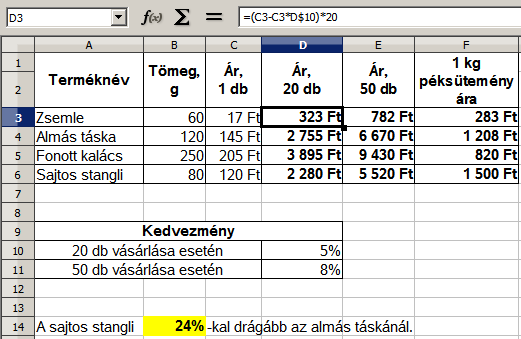 D3 =(C3-C3*D$10)*20
A B C D E F
1 Terméknév Tömeg, g Ár, 1 db Ár, 20 db Ár, 50 db 1 kg péksütemény ára
2
3 Zsemle 60 17 Ft 323 Ft 782 Ft 283 Ft
4 Almás táska 120 145 Ft 2 755 Ft 6 670 Ft 1 208 Ft
5 Fonott kalács 250 205 Ft 3 895 Ft 9 430 Ft 820 Ft
6 Sajtos stangli 80 120 Ft 2 280 Ft 5 520 Ft 1 500 Ft
7
8
9 Kedvezmény
10 20 db vásárlása esetén 5%
11 50 db vásárlása esetén 8%
12
13
14 A sajtos stangli 24% -kal drágább az almás táskánál.